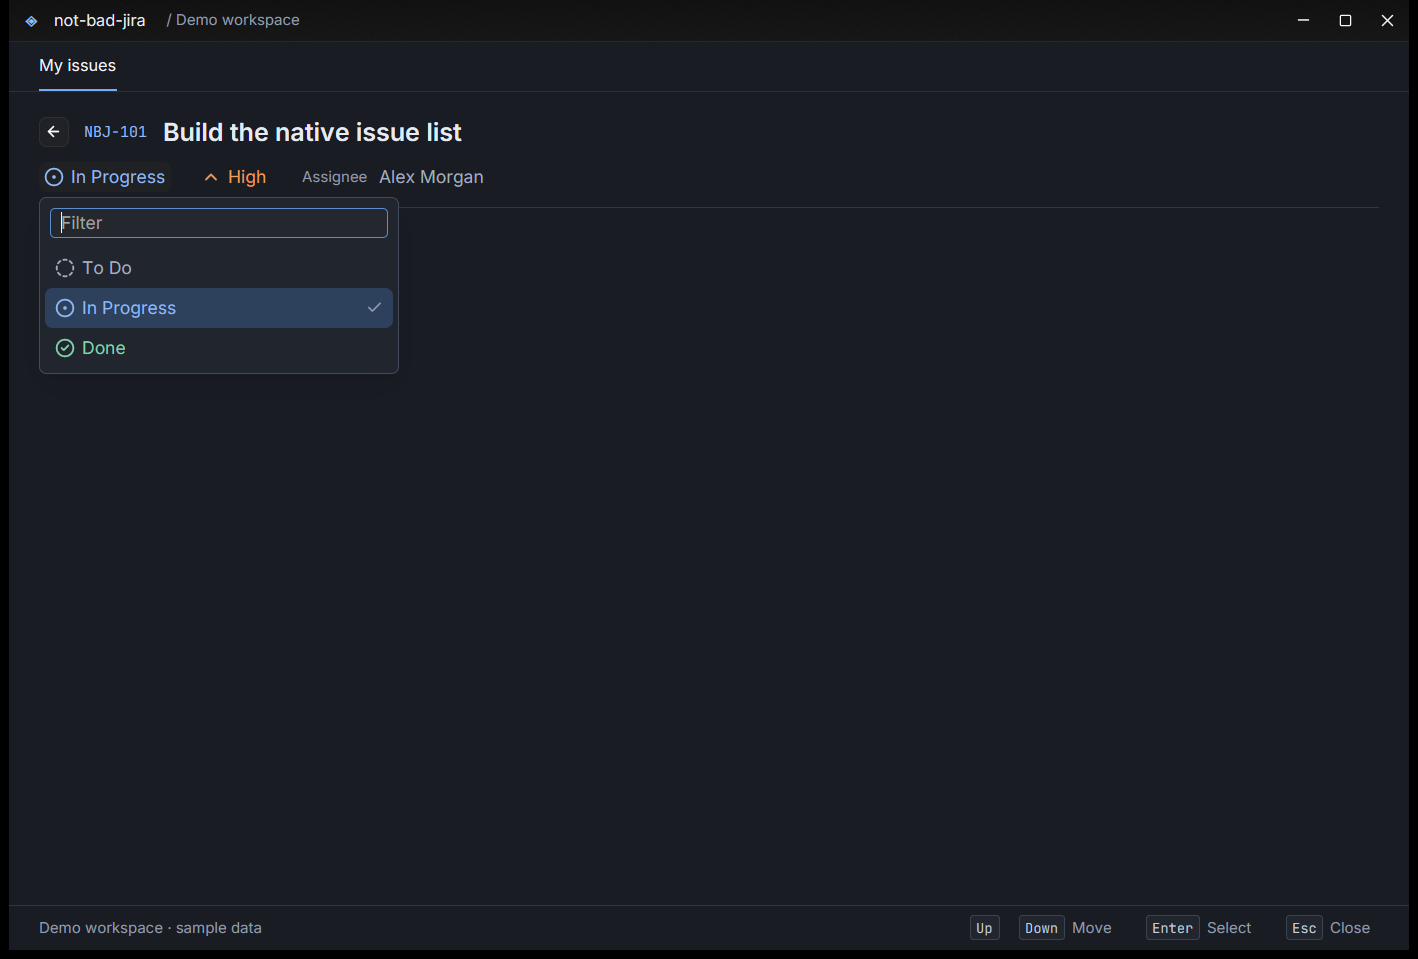 not-bad-jira / Demo workspace
My issues
NBJ-101 Build the native issue list
In Progress High Assignee Alex Morgan
Filter
To Do
In Progress
Done
Demo workspace · sample data Up Down Move Enter Select Esc Close